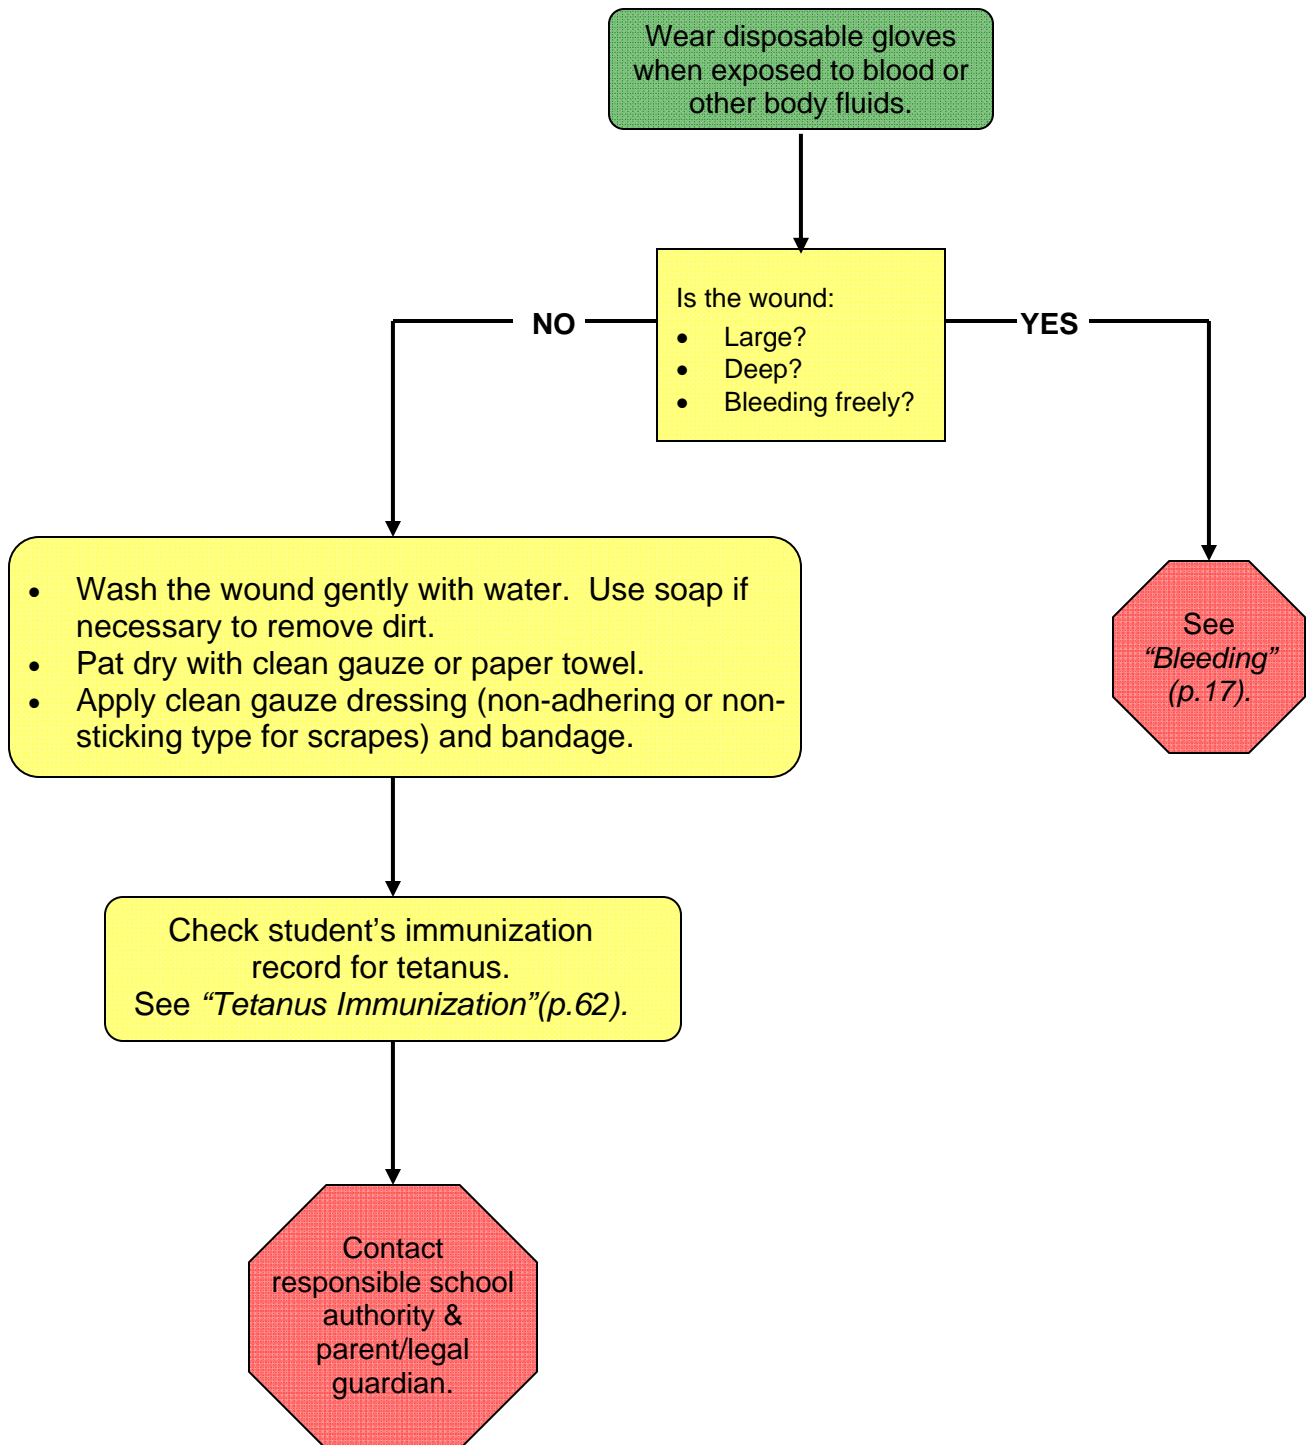 Wear disposable gloves
when exposed to blood or
other body fluids.
Is the wound:
• Large?
• Deep?
• Bleeding freely?
NO
YES
• Wash the wound gently with water.  Use soap if
necessary to remove dirt.
• Pat dry with clean gauze or paper towel.
• Apply clean gauze dressing (non-adhering or non-
sticking type for scrapes) and bandage.
See
“Bleeding”
(p.17).
Check student’s immunization
record for tetanus.
See “Tetanus Immunization”(p.62).
Contact
responsible school
authority &
parent/legal
guardian.